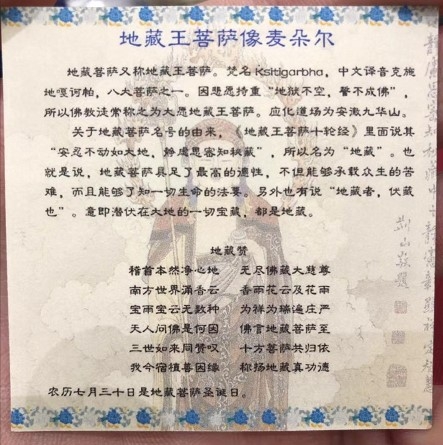 地藏王菩萨像麦朵尔
地藏菩萨又称地藏王菩萨。梵名Ksitigarbha，中文译音克施
地嘎诃帕，八大菩萨之一。因悲愿持重“地狱不空，誓不成佛”，
所以佛教徒常称之为大愿地藏王菩萨。应化道场为安徽九华山。
关于地藏菩萨名号的由来，《地藏王菩萨十轮经》里面说其
“安忍不动如大地，静虑思密知秘藏”，所以名为“地藏”。也
就是说，地藏菩萨具足了最高的德性，不但能够承载众生的苦
难，而且能够了知一切生命的法要。另外也有说“地藏者，伏藏
也”。意即潜伏在大地的一切宝藏，都是地藏。
地藏赞
稽首本然净心地 无尽佛藏大慈尊
南方世界涌香云 香雨花云及花雨
宝雨宝云无数种 为祥为瑞遍庄严
天人问佛是何因 佛言地藏菩萨至
三世如来同赞叹 十方菩萨共归依
我今宿植善因缘 称扬地藏真功德
农历七月三十日是地藏菩萨圣诞日。